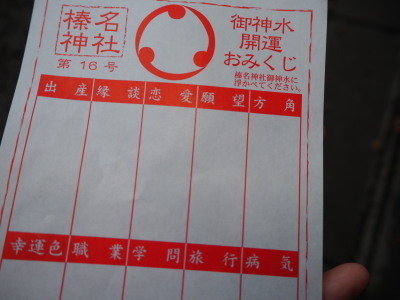 榛名
神社
第16号
御神水
開運
おみくじ
榛名神社御神水に
浮かべてください。
出産 縁談 恋愛 願望 方角
幸運色 職業 学問 旅行 病気